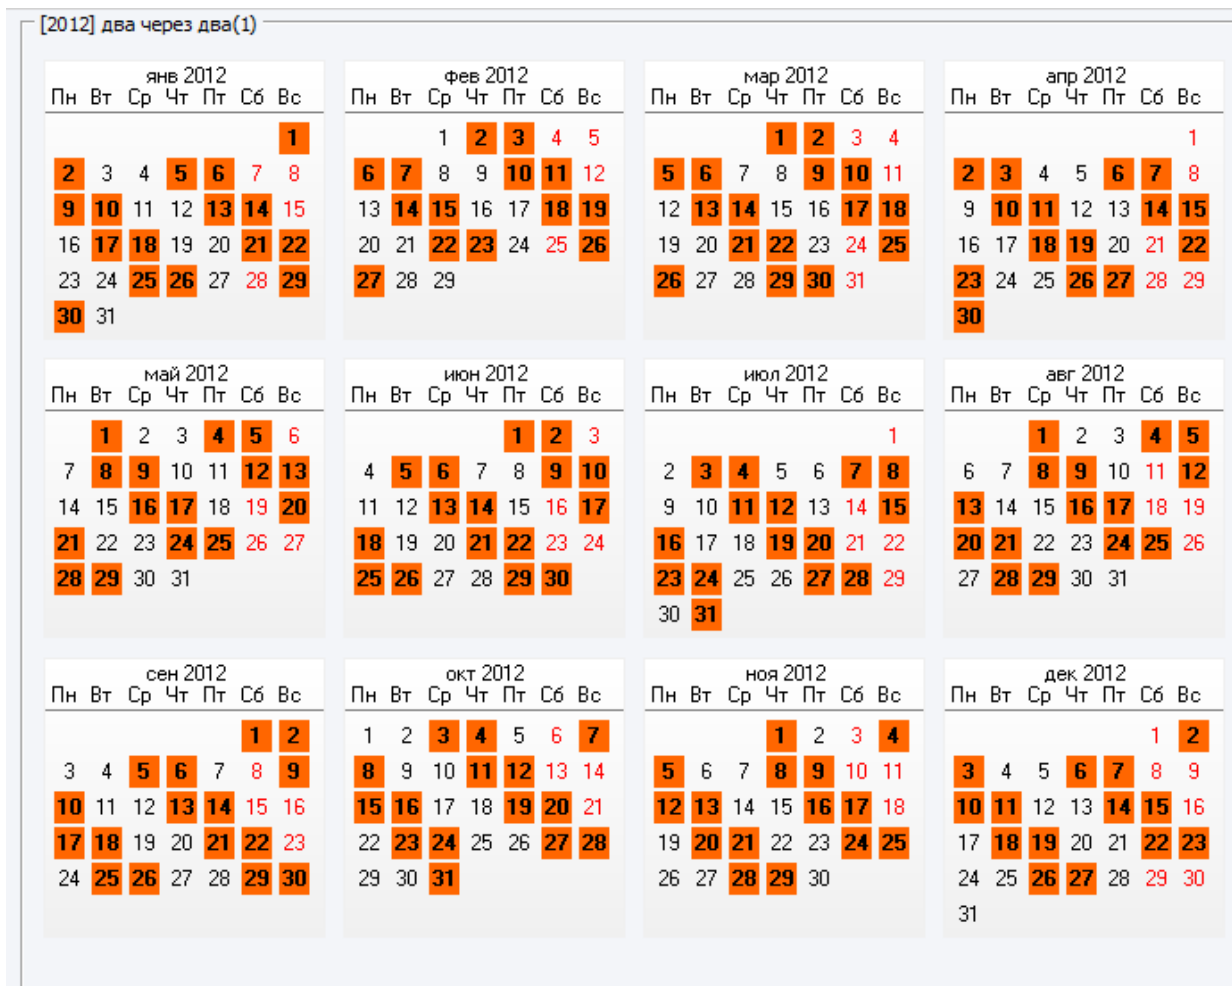 [2012] два через два(1)
янв 2012 фев 2012 мар 2012 апр 2012
Пн Вт Ср Чт Пт Сб Вс Пн Вт Ср Чт Пт Сб Вс Пн Вт Ср Чт Пт Сб Вс Пн Вт Ср Чт Пт Сб Вс
1 1 2 3 4 5 1 2 3 4 1
2 3 4 5 6 7 8 6 7 8 9 10 11 12 5 6 7 8 9 10 11 2 3 4 5 6 7 8
9 10 11 12 13 14 15 13 14 15 16 17 18 19 12 13 14 15 16 17 18 9 10 11 12 13 14 15
16 17 18 19 20 21 22 20 21 22 23 24 25 26 19 20 21 22 23 24 25 16 17 18 19 20 21 22
23 24 25 26 27 28 29 27 28 29 26 27 28 29 30 31 23 24 25 26 27 28 29
30 31 30
май 2012 июн 2012 июл 2012 авг 2012
Пн Вт Ср Чт Пт Сб Вс Пн Вт Ср Чт Пт Сб Вс Пн Вт Ср Чт Пт Сб Вс Пн Вт Ср Чт Пт Сб Вс
1 2 3 4 5 6 1 2 3 1 1 2 3 4 5
7 8 9 10 11 12 13 4 5 6 7 8 9 10 2 3 4 5 6 7 8 6 7 8 9 10 11 12
14 15 16 17 18 19 20 11 12 13 14 15 16 17 9 10 11 12 13 14 15 13 14 15 16 17 18 19
21 22 23 24 25 26 27 18 19 20 21 22 23 24 16 17 18 19 20 21 22 20 21 22 23 24 25 26
28 29 30 31 25 26 27 28 29 30 23 24 25 26 27 28 29 27 28 29 30 31
30 31
сен 2012 окт 2012 ноя 2012 дек 2012
Пн Вт Ср Чт Пт Сб Вс Пн Вт Ср Чт Пт Сб Вс Пн Вт Ср Чт Пт Сб Вс Пн Вт Ср Чт Пт Сб Вс
1 2 1 2 3 4 5 6 7 1 2 3 4 1 2
3 4 5 6 7 8 9 8 9 10 11 12 13 14 5 6 7 8 9 10 11 3 4 5 6 7 8 9
10 11 12 13 14 15 16 15 16 17 18 19 20 21 12 13 14 15 16 17 18 10 11 12 13 14 15 16
17 18 19 20 21 22 23 22 23 24 25 26 27 28 19 20 21 22 23 24 25 17 18 19 20 21 22 23
24 25 26 27 28 29 30 29 30 31 26 27 28 29 30 24 25 26 27 28 29 30
31